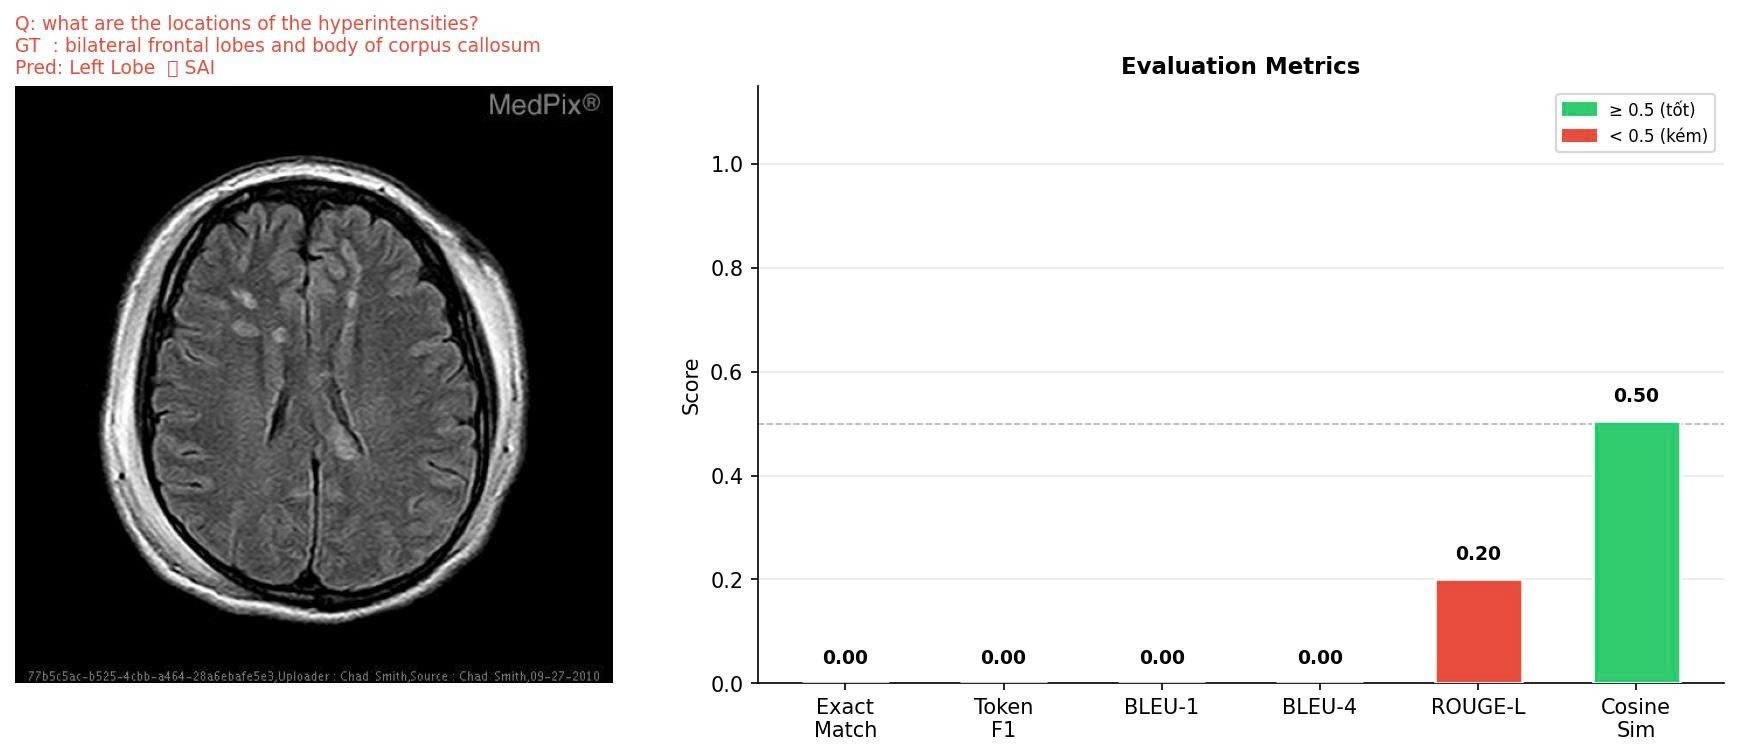 Q: what are the locations of the hyperintensities?
GT : bilateral frontal lobes and body of corpus callosum
Pred: Left Lobe ▯ SAI
MedPix®
77b5c5ac-b525-4cbb-a464-28a6ebafe5e3,Uploader : Chad Smith,Source : Chad Smith,09-27-2010
Evaluation Metrics
≥ 0.5 (tốt)
< 0.5 (kém)
Score
1.0
0.8
0.6
0.4
0.2
0.0
0.00
0.00
0.00
0.00
0.20
0.50
Exact
Match
Token
F1
BLEU-1
BLEU-4
ROUGE-L
Cosine
Sim